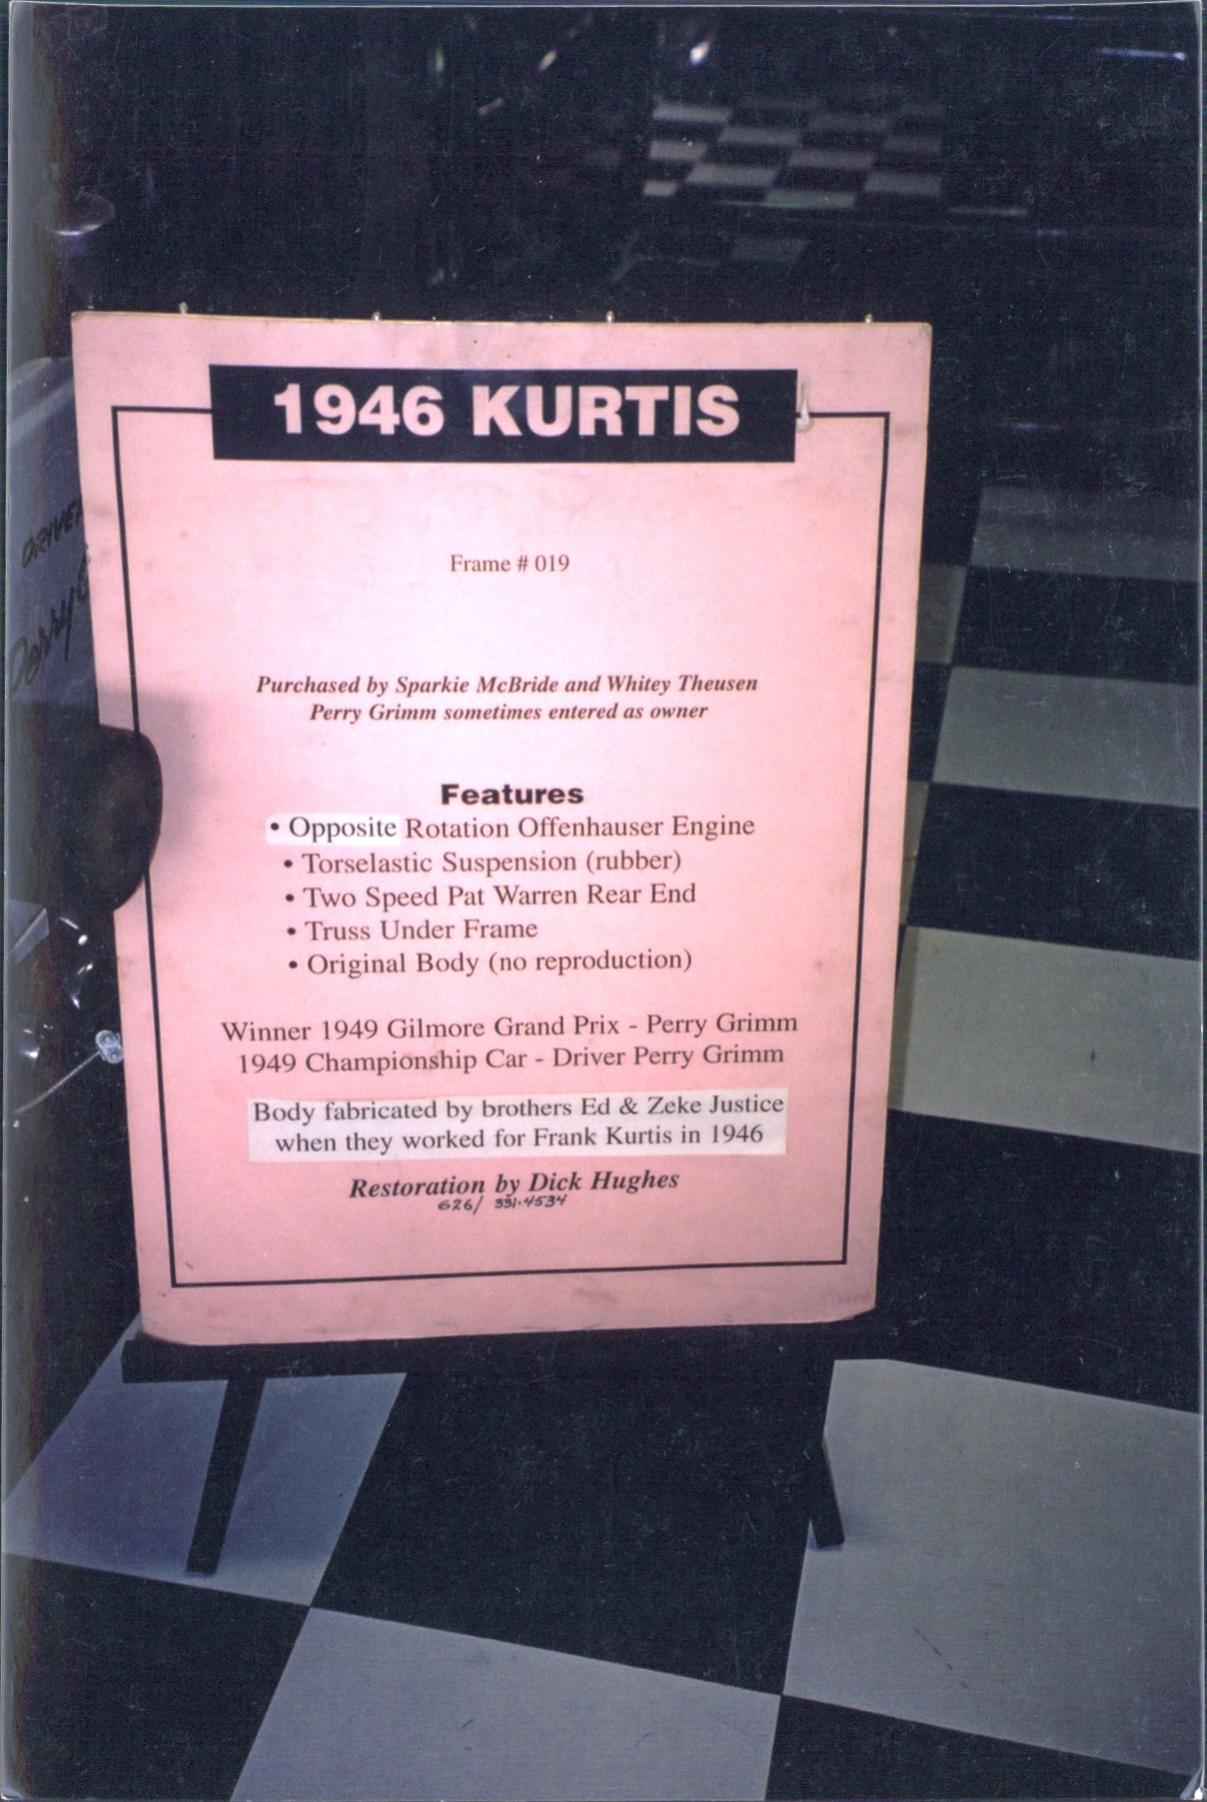 1946 KURTIS
Frame # 019
Purchased by Sparkie McBride and Whitey Theusen
Perry Grimm sometimes entered as owner
Features
• Opposite Rotation Offenhauser Engine
• Torselastic Suspension (rubber)
• Two Speed Pat Warren Rear End
• Truss Under Frame
• Original Body (no reproduction)
Winner 1949 Gilmore Grand Prix - Perry Grimm
1949 Championship Car - Driver Perry Grimm
Body fabricated by brothers Ed & Zeke Justice
when they worked for Frank Kurtis in 1946
Restoration by Dick Hughes
626/ 331-4534
DRIVER
Perry G